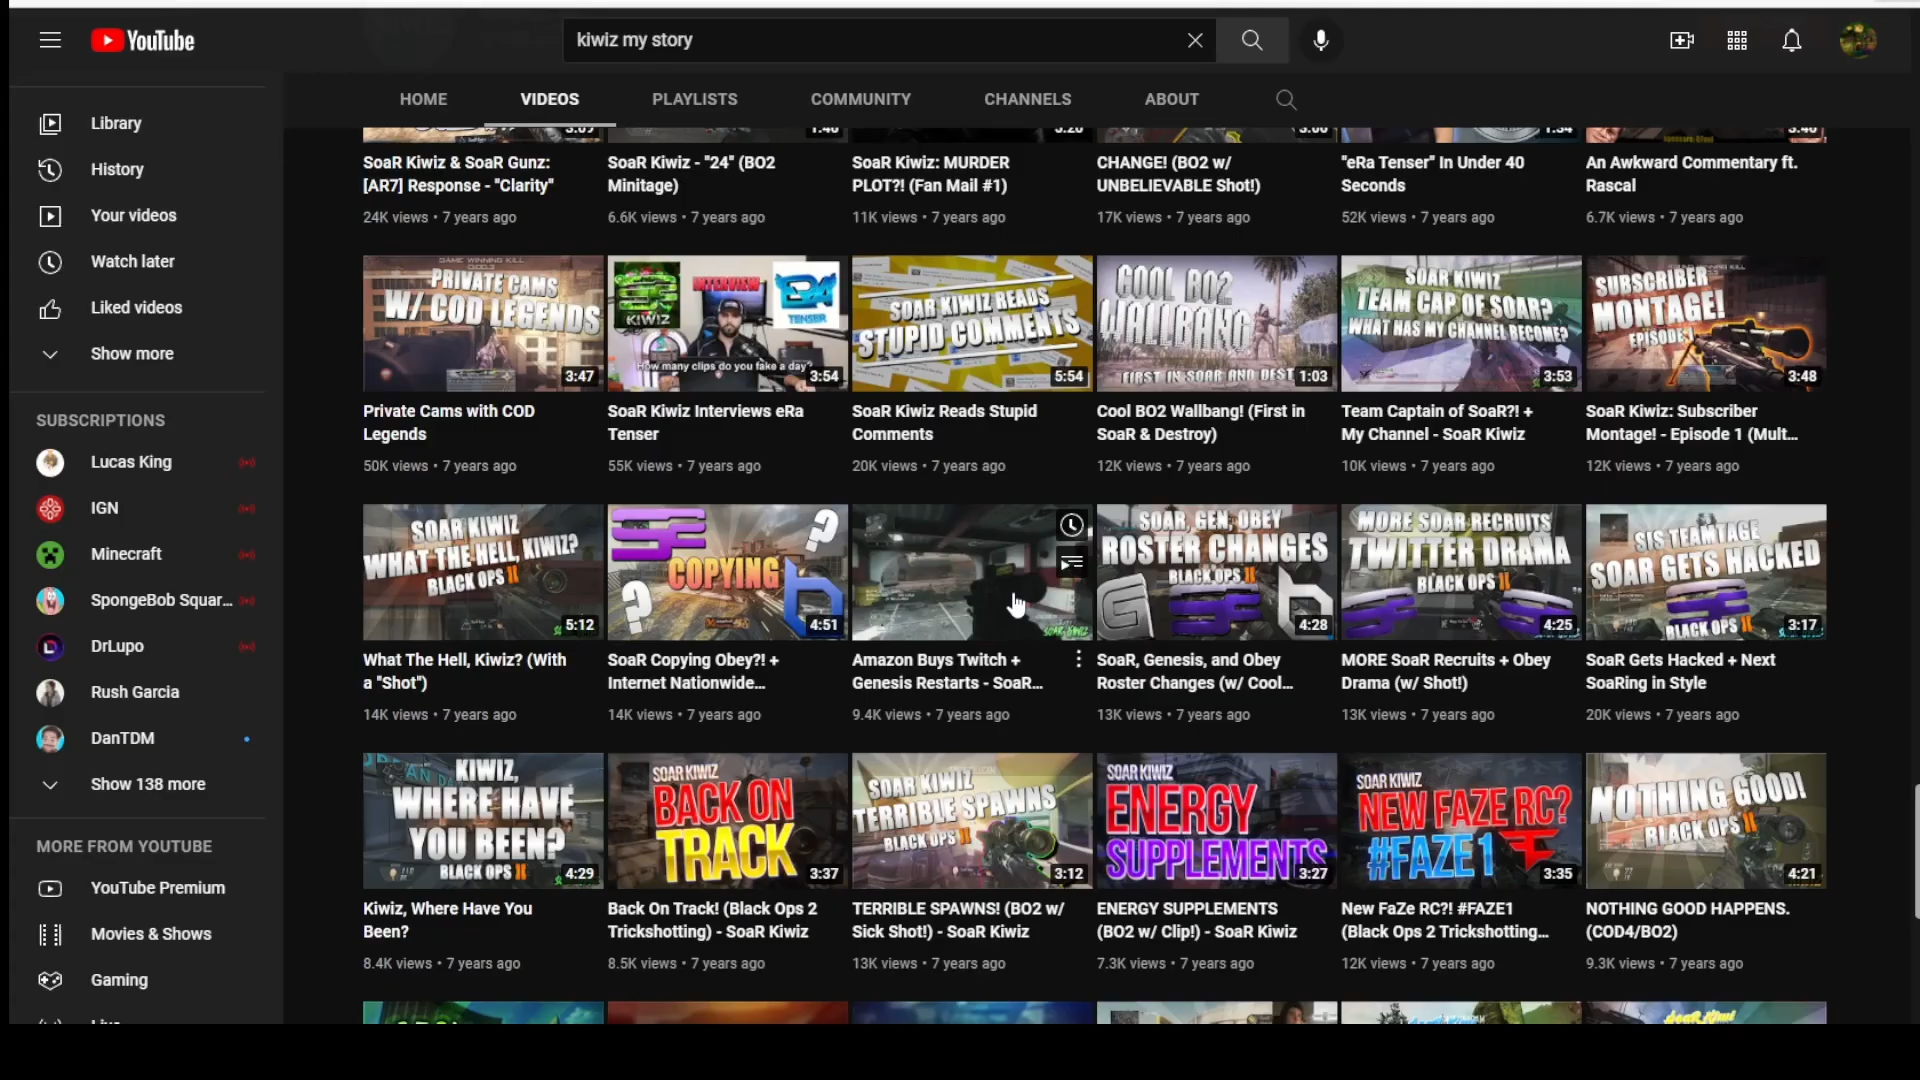 YouTube
kiwiz my story
HOME VIDEOS PLAYLISTS COMMUNITY CHANNELS ABOUT
Library
History
Your videos
Watch later
Liked videos
Show more
SUBSCRIPTIONS
Lucas King
IGN
Minecraft
SpongeBob Squar...
DrLupo
Rush Garcia
DanTDM
Show 138 more
MORE FROM YOUTUBE
YouTube Premium
Movies & Shows
Gaming
SoaR Kiwiz & SoaR Gunz:
[AR7] Response - "Clarity"
24K views • 7 years ago
SoaR Kiwiz - "24" (BO2
Minitage)
6.6K views • 7 years ago
SoaR Kiwiz: MURDER
PLOT?! (Fan Mail #1)
11K views • 7 years ago
CHANGE! (BO2 w/
UNBELIEVABLE Shot!)
17K views • 7 years ago
"eRa Tenser" In Under 40
Seconds
52K views • 7 years ago
An Awkward Commentary ft.
Rascal
6.7K views • 7 years ago
PRIVATE CAMS
W/ COD LEGENDS
3:47
Private Cams with COD
Legends
50K views • 7 years ago
KIWIZ
INTERVIEW
TENSER
How many clips do you fake a day?
3:54
SoaR Kiwiz Interviews eRa
Tenser
55K views • 7 years ago
SOAR KIWIZ READS
STUPID COMMENTS
5:54
SoaR Kiwiz Reads Stupid
Comments
20K views • 7 years ago
COOL BO2
WALLBANG
FIRST IN SOAR AND DEST
1:03
Cool BO2 Wallbang! (First in
SoaR & Destroy)
12K views • 7 years ago
SOAR KIWIZ
TEAM CAP OF SOAR?
WHAT HAS MY CHANNEL BECOME?
3:53
Team Captain of SoaR?! +
My Channel - SoaR Kiwiz
10K views • 7 years ago
SUBSCRIBER
MONTAGE!
EPISODE 1
3:48
SoaR Kiwiz: Subscriber
Montage! - Episode 1 (Mult...
12K views • 7 years ago
SOAR KIWIZ
WHAT THE HELL, KIWIZ?
BLACK OPS II
5:12
What The Hell, Kiwiz? (With
a "Shot")
14K views • 7 years ago
COPYING
4:51
SoaR Copying Obey?! +
Internet Nationwide...
14K views • 7 years ago
SOAR KIWIZ
Amazon Buys Twitch +
Genesis Restarts - SoaR...
9.4K views • 7 years ago
SOAR, GEN, OBEY
ROSTER CHANGES
BLACK OPS II
4:28
SoaR, Genesis, and Obey
Roster Changes (w/ Cool...
13K views • 7 years ago
MORE SOAR RECRUITS
TWITTER DRAMA
BLACK OPS II
4:25
MORE SoaR Recruits + Obey
Drama (w/ Shot!)
13K views • 7 years ago
SIS TEAMTAGE
SOAR GETS HACKED
BLACK OPS II
3:17
SoaR Gets Hacked + Next
SoaRing in Style
20K views • 7 years ago
KIWIZ,
WHERE HAVE
YOU BEEN?
BLACK OPS II
4:29
Kiwiz, Where Have You
Been?
8.4K views • 7 years ago
SOAR KIWIZ
BACK ON
TRACK
3:37
Back On Track! (Black Ops 2
Trickshotting) - SoaR Kiwiz
8.5K views • 7 years ago
SOAR KIWIZ
TERRIBLE SPAWNS
BLACK OPS II
3:12
TERRIBLE SPAWNS! (BO2 w/
Sick Shot!) - SoaR Kiwiz
13K views • 7 years ago
SOAR KIWIZ
ENERGY
SUPPLEMENTS
3:27
ENERGY SUPPLEMENTS
(BO2 w/ Clip!) - SoaR Kiwiz
7.3K views • 7 years ago
SOAR KIWIZ
NEW FAZE RC?
#FAZE1
3:35
New FaZe RC?! #FAZE1
(Black Ops 2 Trickshotting...
12K views • 7 years ago
NOTHING GOOD!
BLACK OPS II
4:21
NOTHING GOOD HAPPENS.
(COD4/BO2)
9.3K views • 7 years ago